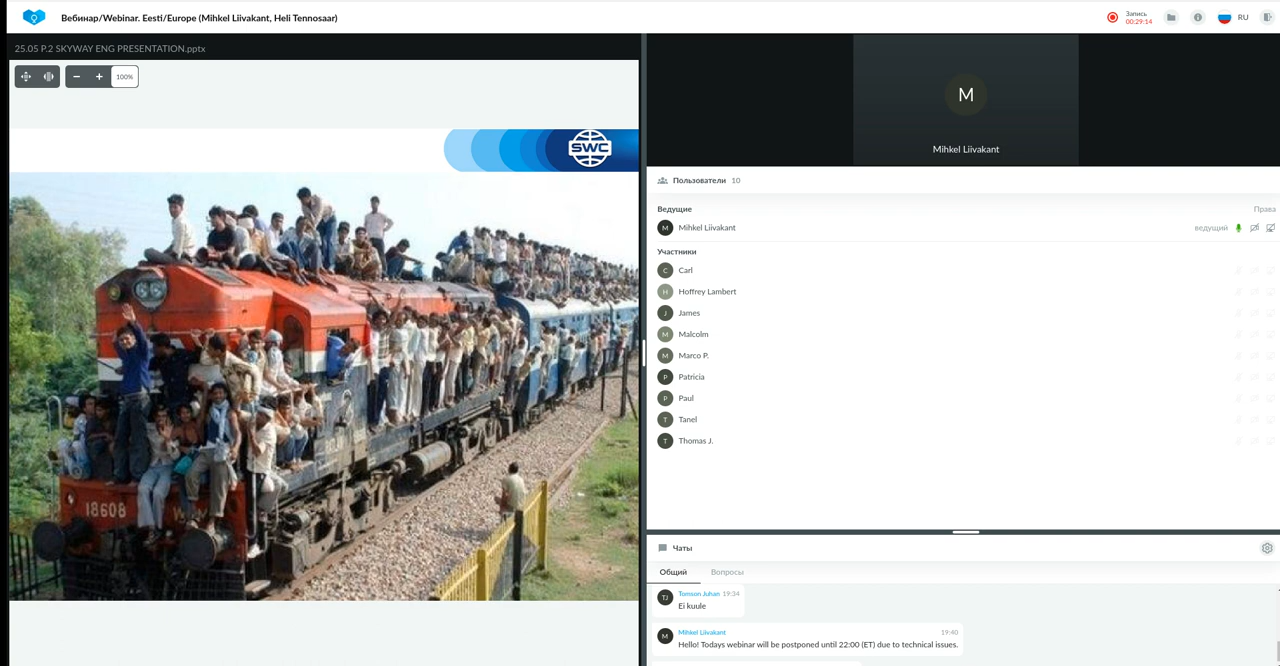 Вебинар/Webinar. Eesti/Europe (Mihkel Liivakant, Heli Tennosaar)
Запись
00:29:14
RU
25.05 P.2 SKYWAY ENG PRESENTATION.pptx
100%
SWC
18608
M
Mihkel Liivakant
Пользователи 10
Ведущие Права
M Mihkel Liivakant ведущий
Участники
C Carl
H Hoffrey Lambert
J James
M Malcolm
M Marco P.
P Patricia
P Paul
T Tanel
T Thomas J.
Чаты
Общий Вопросы
TJ Tomson Juhan 19:34
Ei kuule
M Mihkel Liivakant 19:40
Hello! Todays webinar will be postponed until 22:00 (ET) due to technical issues.